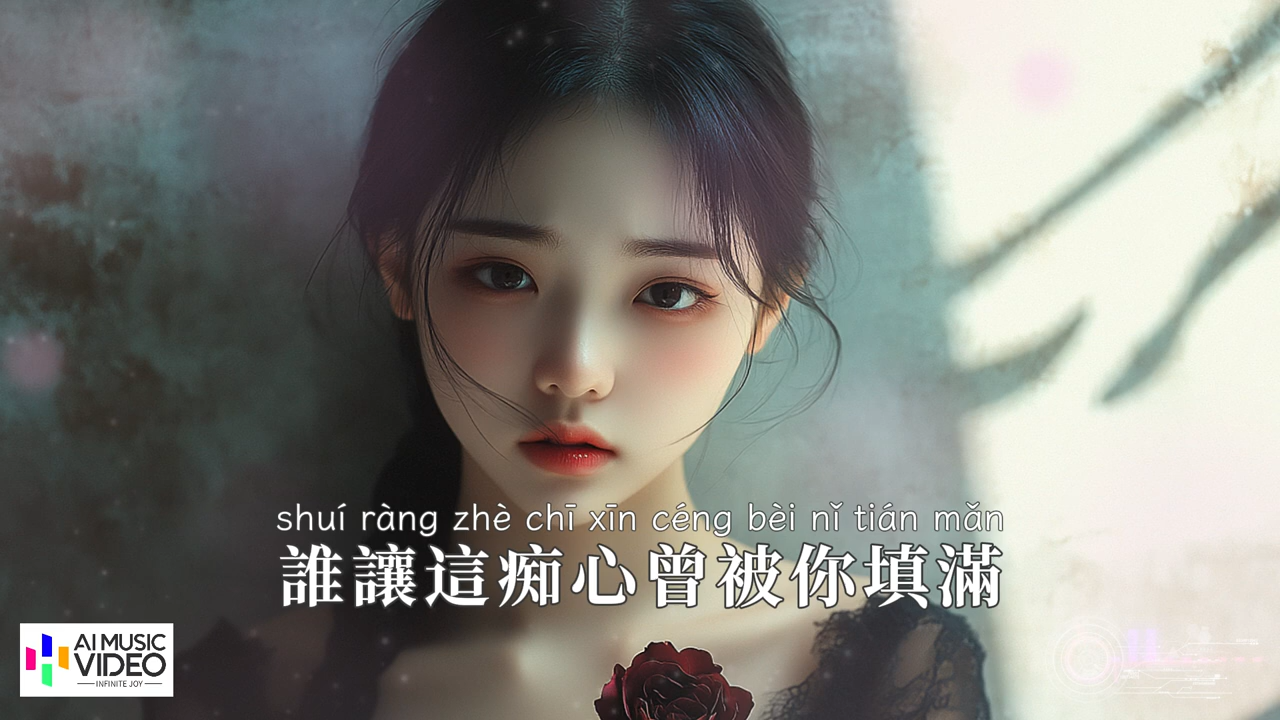 shuí ràng zhè chī xīn céng bèi nǐ tián mǎn
誰讓這痴心曾被你填滿
AI MUSIC
VIDEO
INFINITE JOY